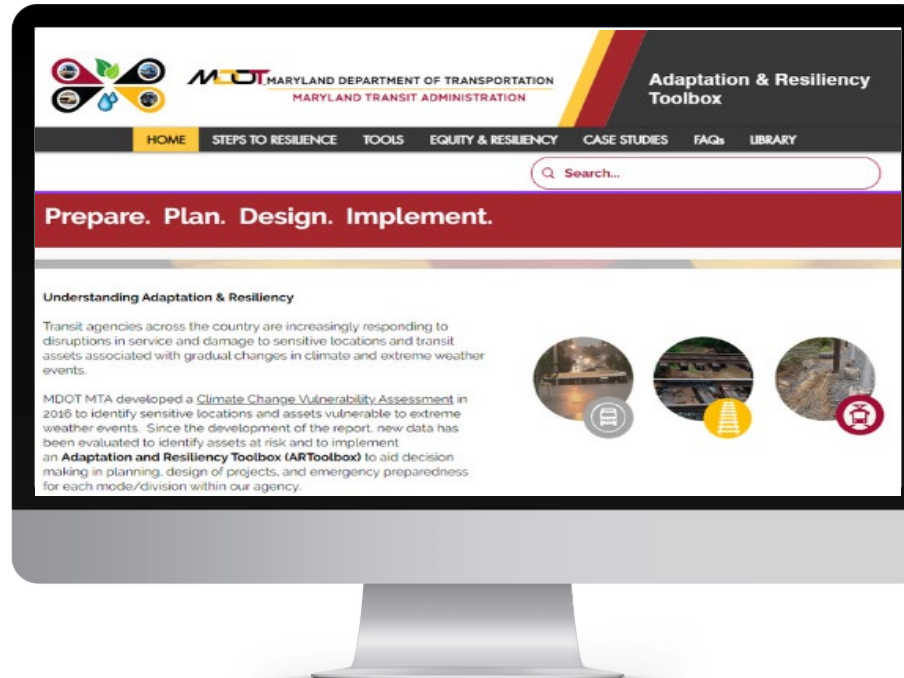 MDOT MARYLAND DEPARTMENT OF TRANSPORTATION
MARYLAND TRANSIT ADMINISTRATION
Adaptation & Resiliency
Toolbox
HOME STEPS TO RESILIENCE TOOLS EQUITY & RESILIENCY CASE STUDIES FAQs LIBRARY
Search...
Prepare. Plan. Design. Implement.
Understanding Adaptation & Resiliency
Transit agencies across the country are increasingly responding to
disruptions in service and damage to sensitive locations and transit
assets associated with gradual changes in climate and extreme weather
events.
MDOT MTA developed a Climate Change Vulnerability Assessment in
2016 to identify sensitive locations and assets vulnerable to extreme
weather events. Since the development of the report, new data has
been evaluated to identify assets at risk and to implement
an Adaptation and Resiliency Toolbox (ARToolbox) to aid decision
making in planning, design of projects, and emergency preparedness
for each mode/division within our agency.